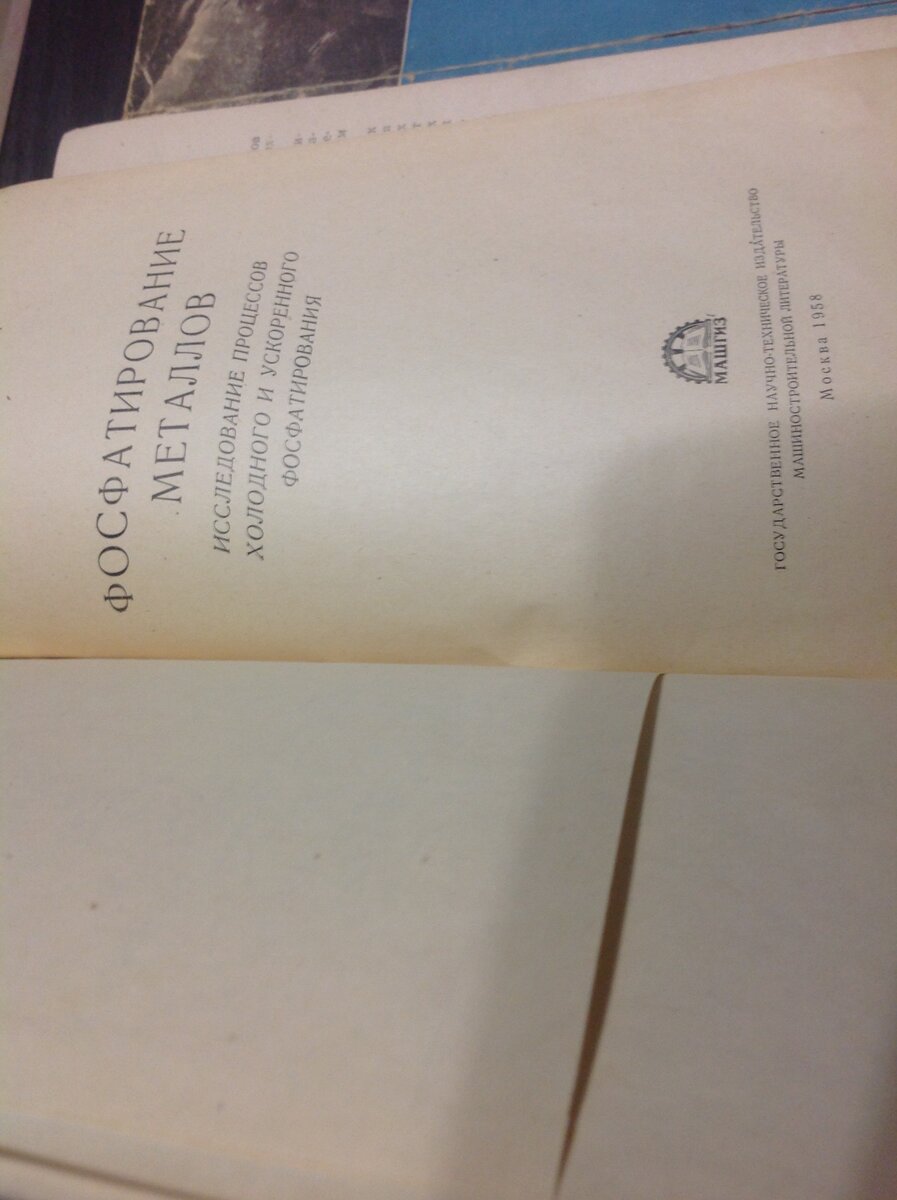 ФОСФАТИРОВАНИЕ
МЕТАЛЛОВ
ИССЛЕДОВАНИЕ ПРОЦЕССОВ
ХОЛОДНОГО И УСКОРЕННОГО
ФОСФАТИРОВАНИЯ
МАШГИЗ
ГОСУДАРСТВЕННОЕ НАУЧНО-ТЕХНИЧЕСКОЕ ИЗДАТЕЛЬСТВО
МАШИНОСТРОИТЕЛЬНОЙ ЛИТЕРАТУРЫ
Москва 1958